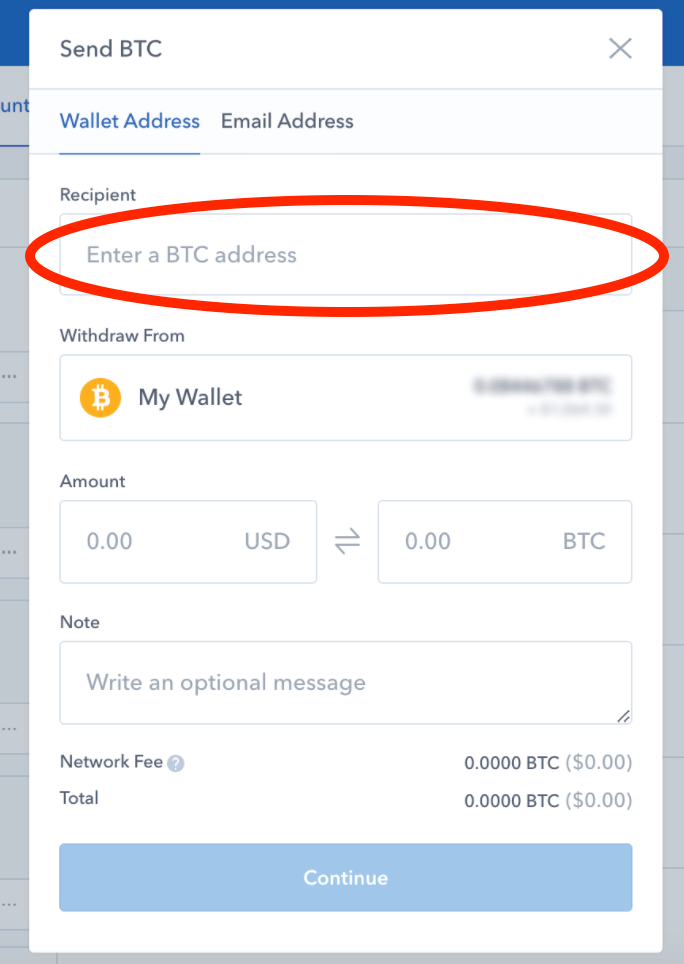 Send BTC
unt
Wallet Address Email Address
Recipient
Enter a BTC address
Withdraw From
My Wallet
Amount
0.00 USD 0.00 BTC
Note
Write an optional message
Network Fee ? 0.0000 BTC ($0.00)
Total 0.0000 BTC ($0.00)
Continue